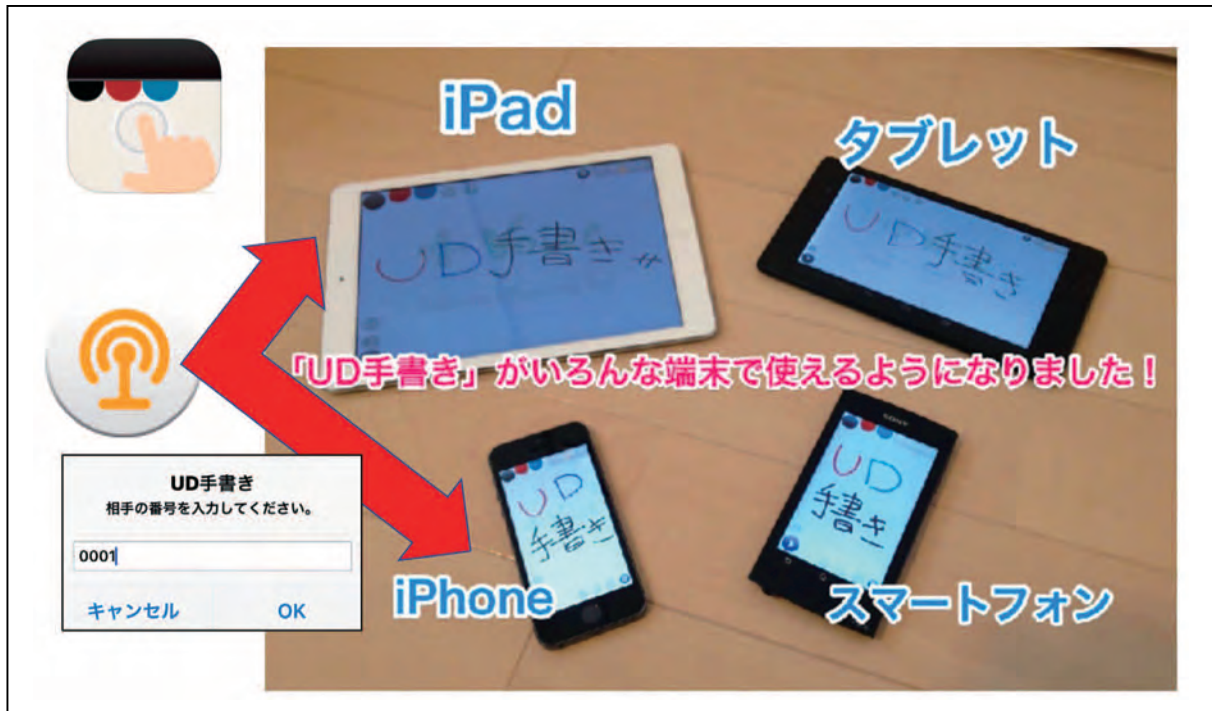 iPad
タブレット
UD手書き
UD手書き
「UD手書き」がいろんな端末で使えるようになりました！
UD手書き
相手の番号を入力してください。
0001
キャンセル OK
UD
手書き
SONY
UD
手書き
iPhone
スマートフォン